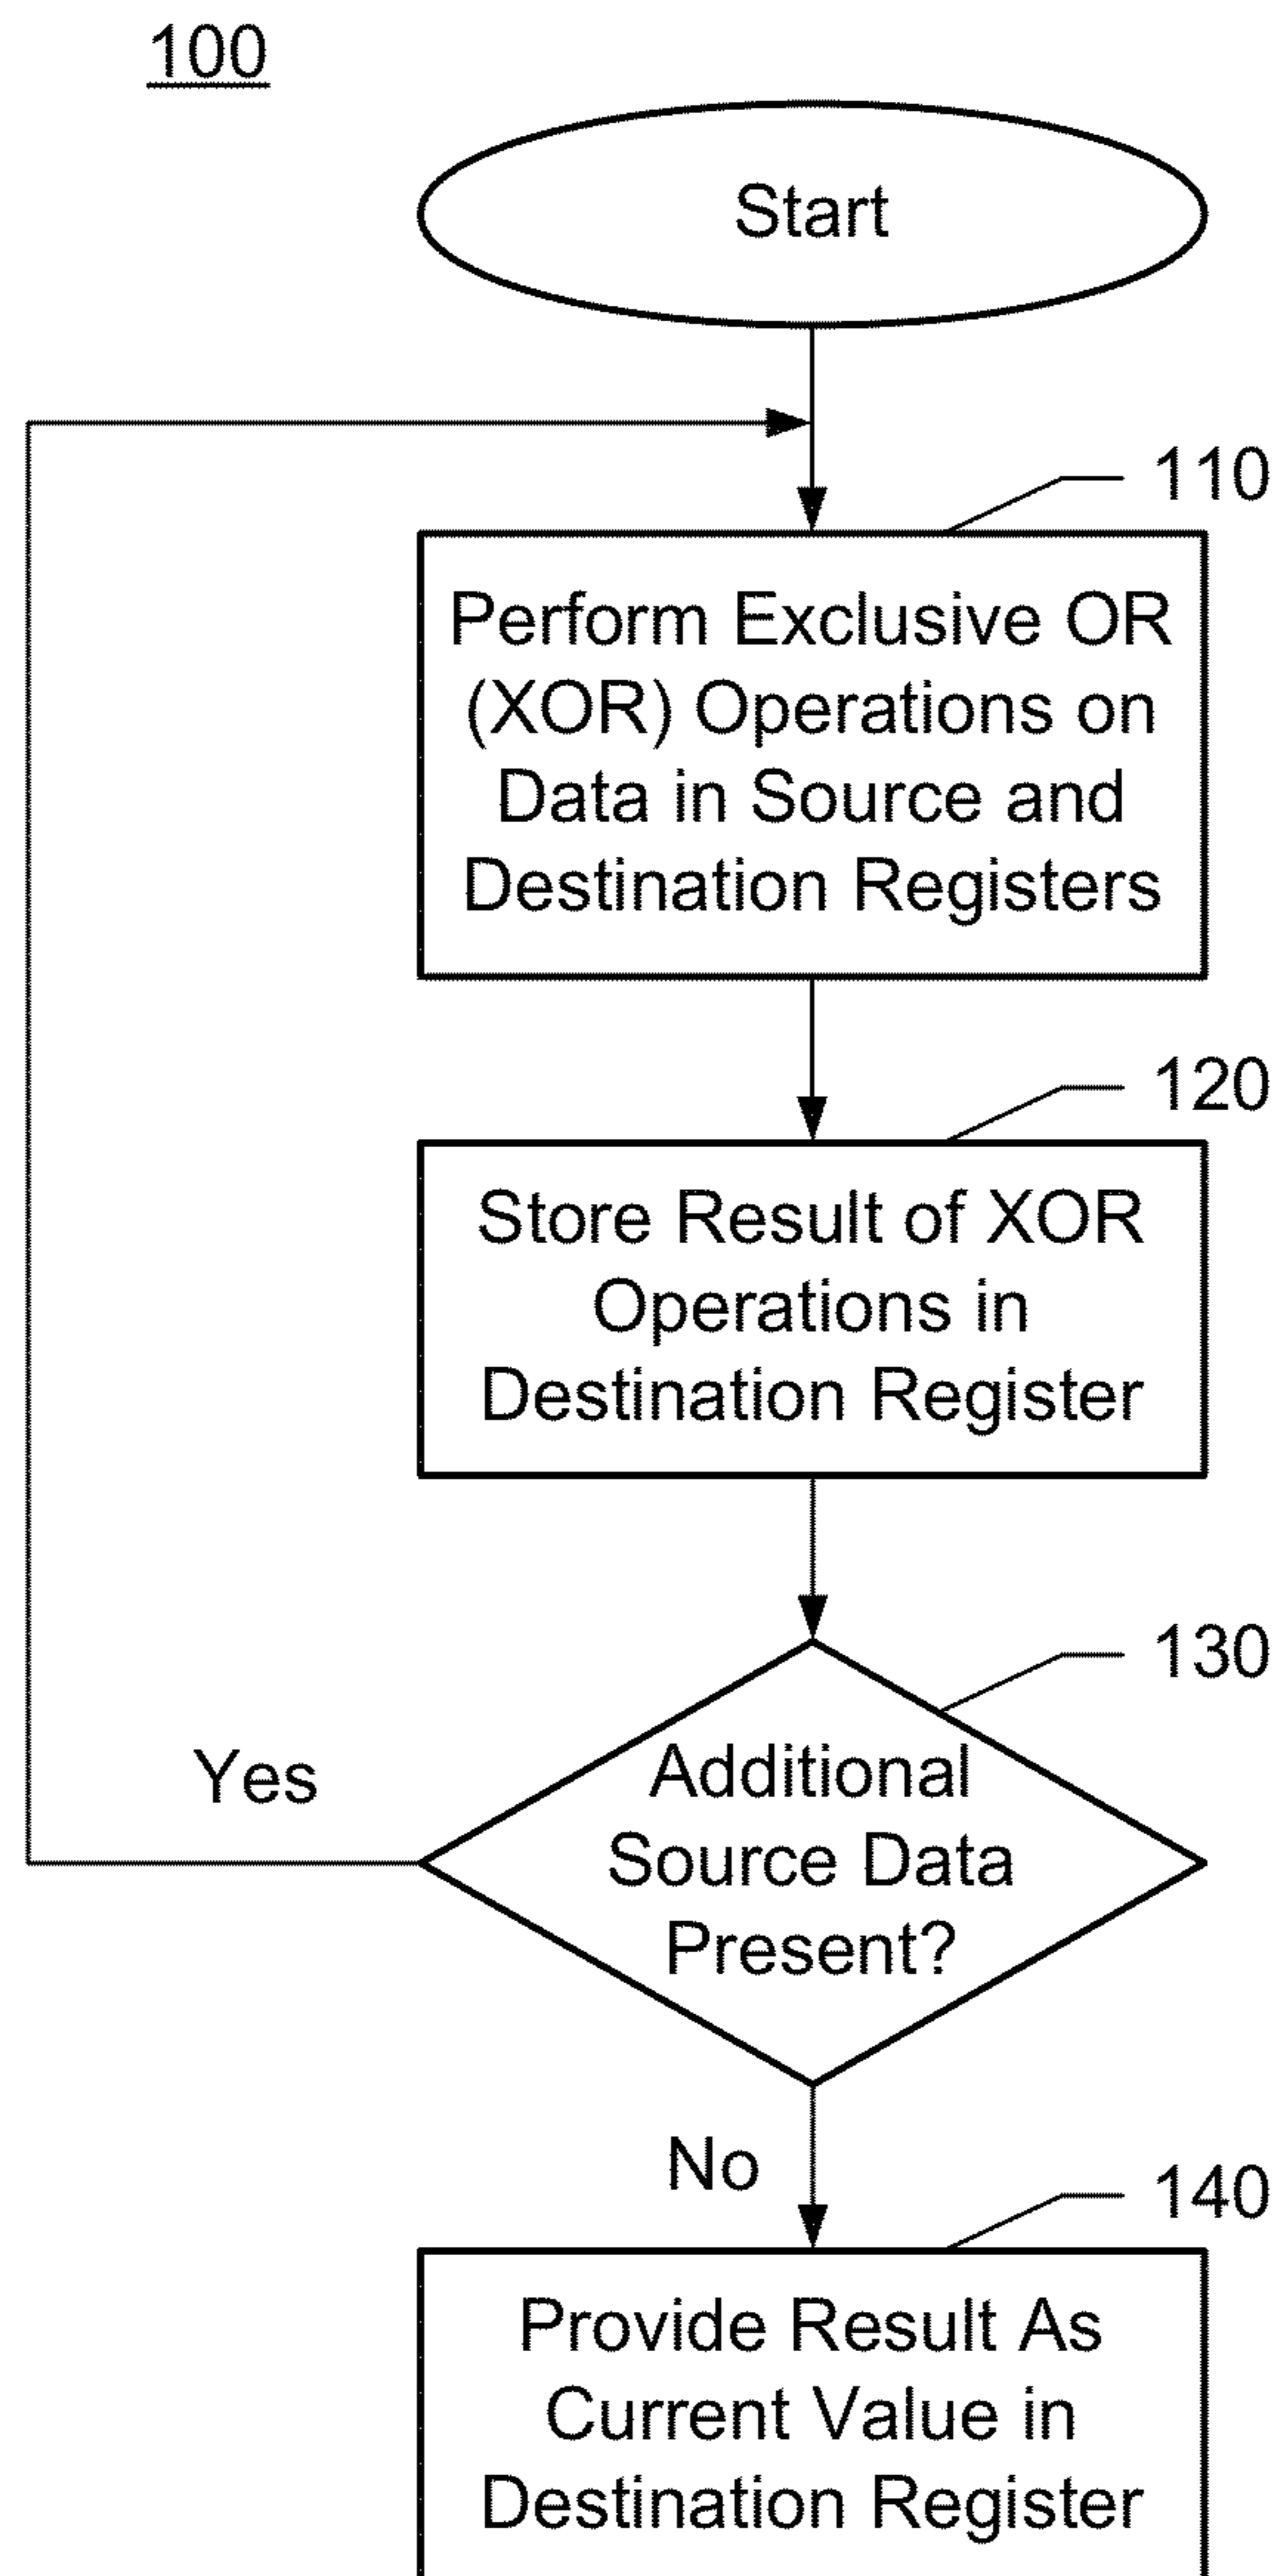 100
Start
110
Perform Exclusive OR
(XOR) Operations on
Data in Source and
Destination Registers
120
Store Result of XOR
Operations in
Destination Register
130
Additional
Source Data
Present?
Yes
No
140
Provide Result As
Current Value in
Destination Register